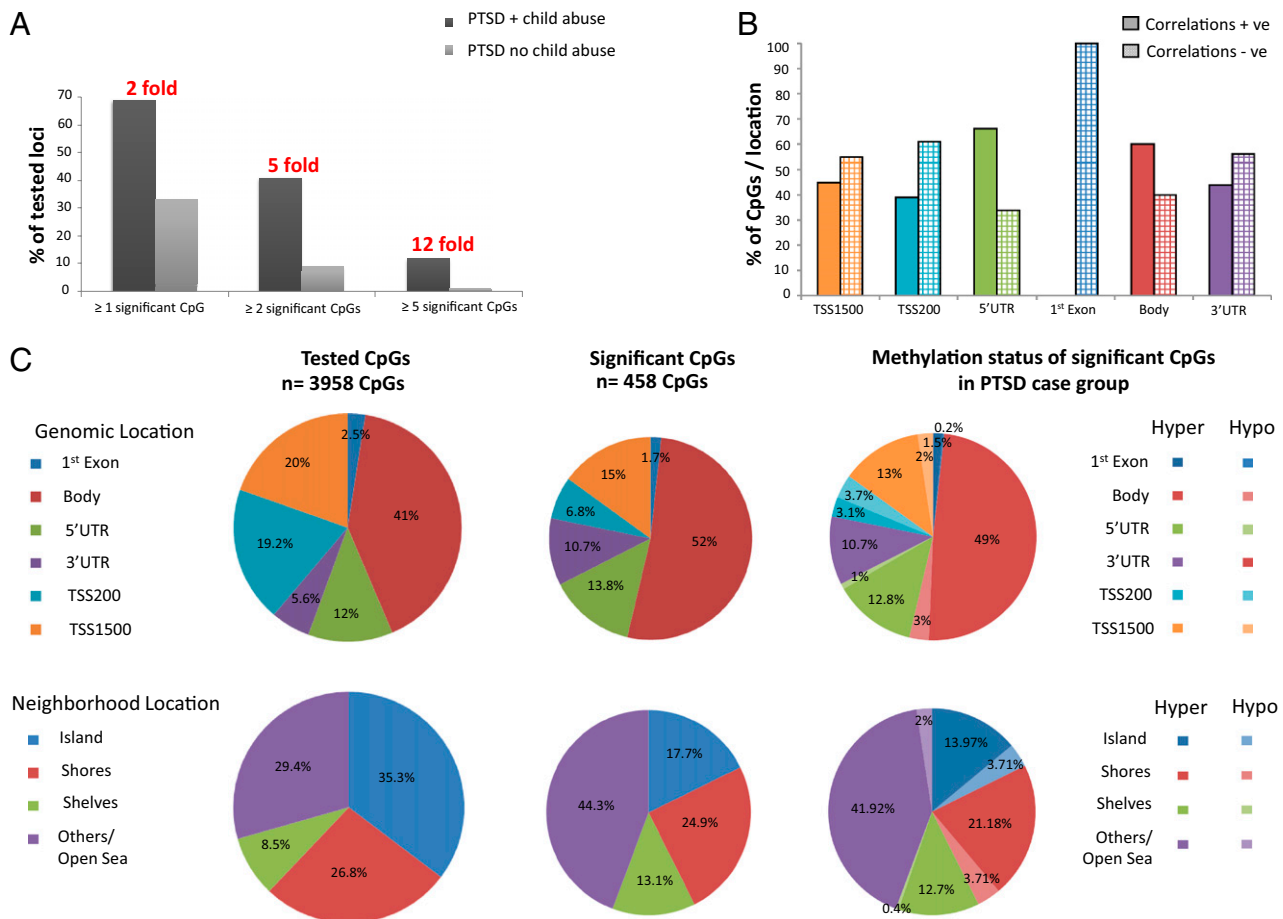 A
PTSD + child abuse
PTSD no child abuse
% of tested loci
70
60
50
40
30
20
10
0
2 fold
5 fold
12 fold
≥ 1 significant CpG
≥ 2 significant CpGs
≥ 5 significant CpGs
B
Correlations + ve
Correlations - ve
% of CpGs / location
100
90
80
70
60
50
40
30
20
10
0
TSS1500
TSS200
5'UTR
1st Exon
Body
3'UTR
C
Tested CpGs
n= 3958 CpGs
Significant CpGs
n= 458 CpGs
Methylation status of significant CpGs
in PTSD case group
Genomic Location
1st Exon
Body
5'UTR
3'UTR
TSS200
TSS1500
2.5%
41%
12%
5.6%
19.2%
20%
1.7%
52%
13.8%
10.7%
6.8%
15%
0.2%
1.5%
49%
3%
12.8%
1%
10.7%
3.1%
3.7%
13%
2%
Hyper
Hypo
1st Exon
Body
5'UTR
3'UTR
TSS200
TSS1500
Neighborhood Location
Island
Shores
Shelves
Others/
Open Sea
35.3%
26.8%
8.5%
29.4%
17.7%
24.9%
13.1%
44.3%
13.97%
3.71%
21.18%
3.71%
12.7%
0.4%
41.92%
2%
Hyper
Hypo
Island
Shores
Shelves
Others/
Open Sea